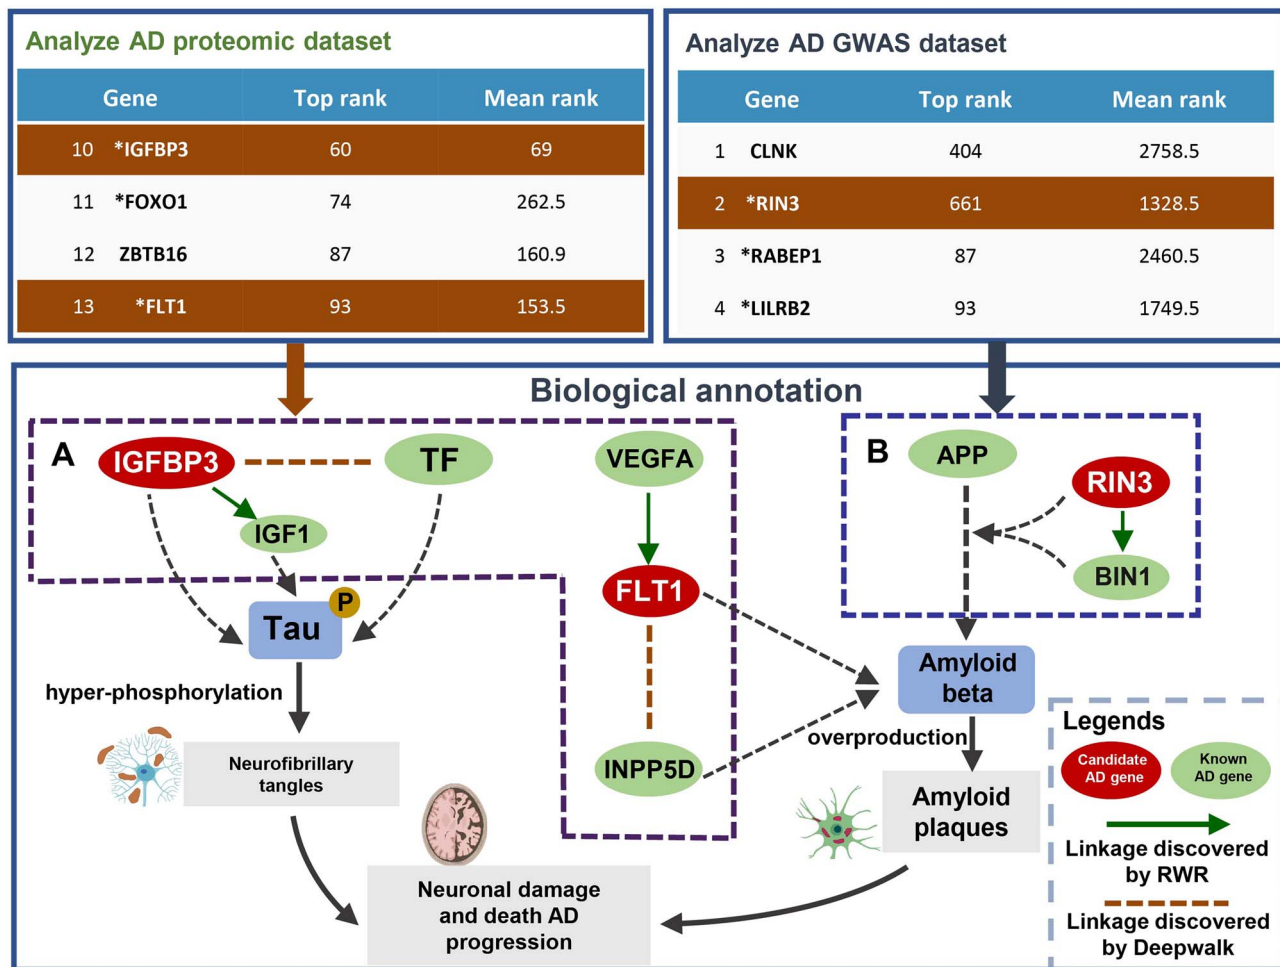 Analyze AD proteomic dataset
Gene Top rank Mean rank
10 *IGFBP3 60 69
11 *FOXO1 74 262.5
12 ZBTB16 87 160.9
13 *FLT1 93 153.5
Analyze AD GWAS dataset
Gene Top rank Mean rank
1 CLNK 404 2758.5
2 *RIN3 661 1328.5
3 *RABEP1 87 2460.5
4 *LILRB2 93 1749.5
Biological annotation
A
IGFBP3
TF
IGF1
VEGFA
FLT1
INPP5D
Tau
P
hyper-phosphorylation
Neurofibrillary
tangles
B
APP
RIN3
BIN1
Amyloid
beta
overproduction
Amyloid
plaques
Neuronal damage
and death AD
progression
Legends
Candidate
AD gene
Known
AD gene
Linkage discovered
by RWR
Linkage discovered
by Deepwalk